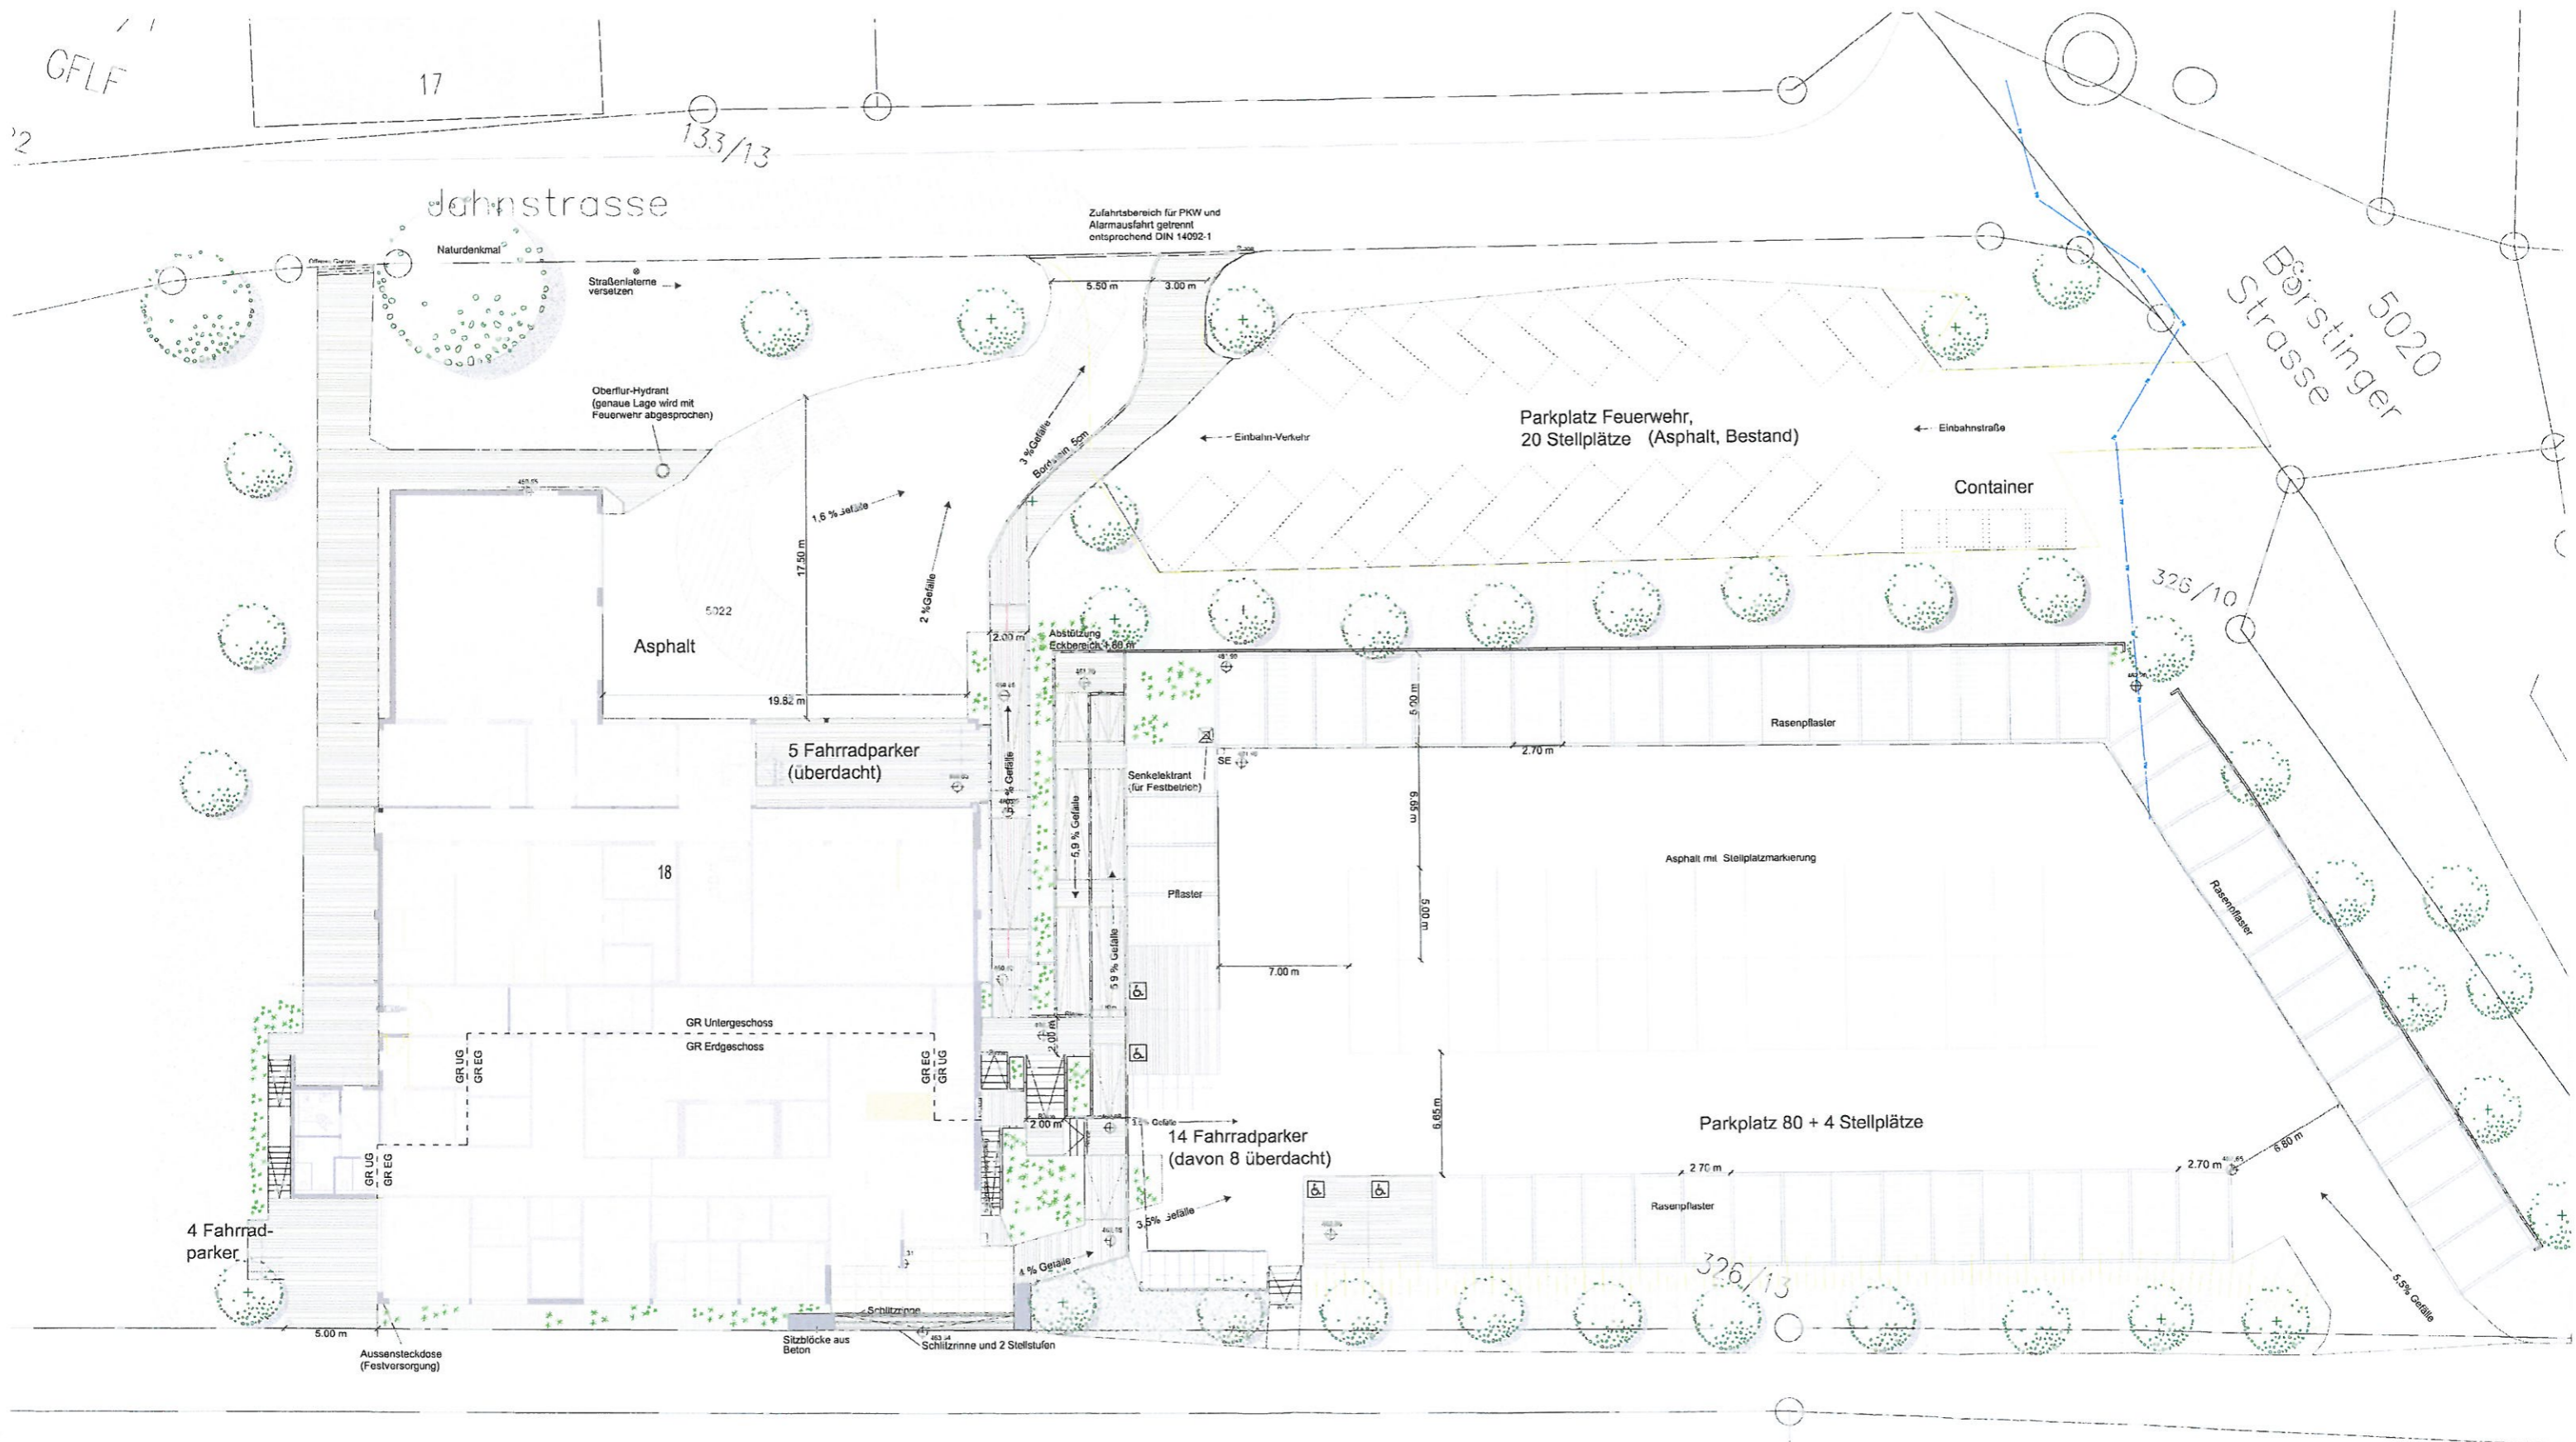 GFLF
17
133/13
Jahnstrasse
Naturdenkmal
Straßenlaterne
versetzen
Zufahrtsbereich für PKW und
Alarmausfahrt getrennt
entsprechend DIN 14092-1
5.50 m
3.00 m
Börstinger
Strasse
5020
Oberflur-Hydrant
(genaue Lage wird mit
Feuerwehr abgesprochen)
3 %Gefälle
Bordstein 5cm
Einbahn-Verkehr
Parkplatz Feuerwehr,
20 Stellplätze (Asphalt, Bestand)
Einbahnstraße
Container
1,6 % Gefälle
17.50 m
2 %Gefälle
5022
Asphalt
326/10
2.00 m
Abstützung
19.82 m
5 Fahrradparker
(überdacht)
5.00 m
Rasenpflaster
2.70 m
SE
Senkelektrant
(für Festbetrieb)
5,9 % Gefälle
6.65 m
Asphalt mit Stellplatzmarkierung
18
Pflaster
5.00 m
Rasenpflaster
5,9 % Gefälle
7.00 m
GR Untergeschoss
GR Erdgeschoss
GR UG
GR EG
GR EG
GR UG
2.00 m
2.00 m
6.65 m
Parkplatz 80 + 4 Stellplätze
14 Fahrradparker
(davon 8 überdacht)
6.80 m
2.70 m
2.70 m
GR UG
GR EG
3,5% Gefälle
Rasenpflaster
4 Fahrrad-
parker
4 % Gefälle
326/13
5,5% Gefälle
Schlitzrinne
5.00 m
Sitzblöcke aus
Beton
Schlitzrinne und 2 Stellstufen
Aussensteckdose
(Festversorgung)